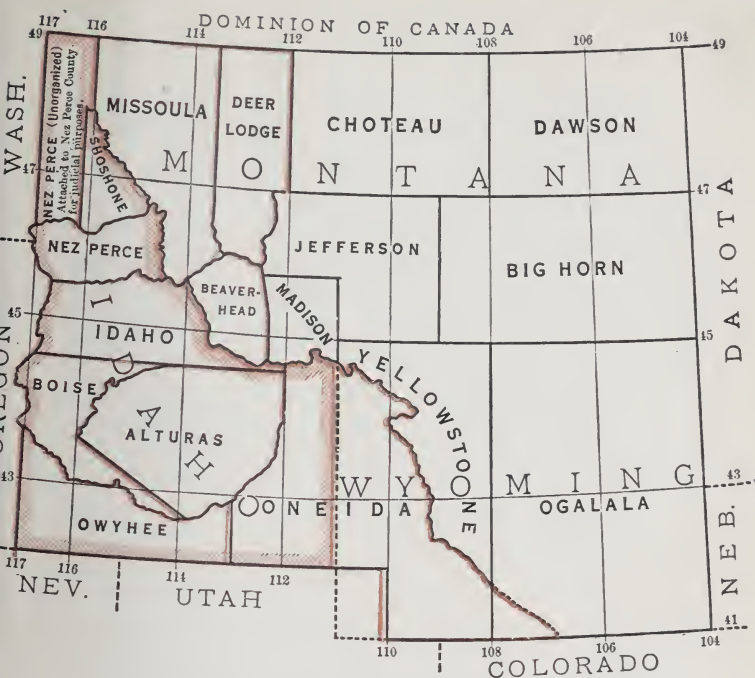 DOMINION OF CANADA
117 116 114 112 110 108 106 104
49 49
WASH.
NEZ PERCE (Unorganized)
Attached to Nez Perce County
for judicial purposes.
SHOSHONE
MISSOULA
DEER
LODGE
CHOTEAU
DAWSON
MONTANA
47 47
NEZ PERCE
JEFFERSON
BIG HORN
BEAVER-
HEAD
MADISON
DAKOTA
45 45
IDAHO
IDAHO
YELLOWSTONE
OREGON
BOISE
ALTURAS
43 43
WYOMING
ONEIDA
OGALALA
OWYHEE
NEB.
117 116 114 112
41
110 108 106 104
NEV.
UTAH
COLORADO